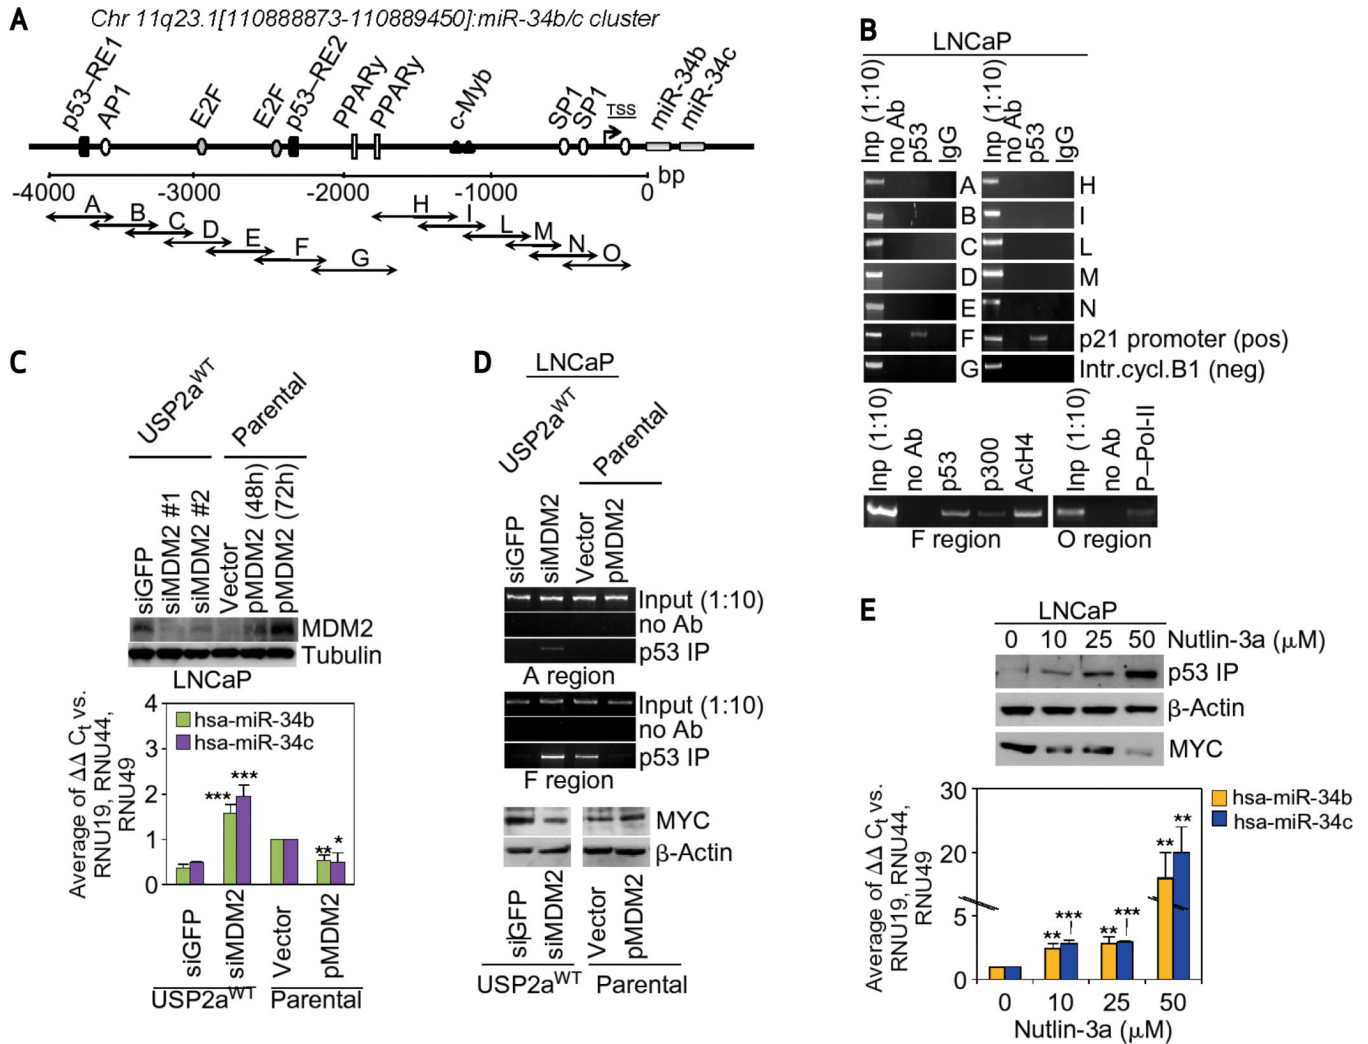 A
Chr 11q23.1[110888873-110889450]:miR-34b/c cluster
p53–RE1
AP1
E2F
E2F
p53–RE2
PPARγ
PPARγ
c-Myb
SP1
SP1
TSS
miR-34b
miR-34c
-4000
-3000
-2000
-1000
0
bp
A
B
C
D
E
F
G
H
I
L
M
N
O
B
LNCaP
Inp (1:10)
no Ab
p53
IgG
Inp (1:10)
no Ab
p53
IgG
A
H
B
I
C
L
D
M
E
N
F
p21 promoter (pos)
G
Intr.cycl.B1 (neg)
Inp (1:10)
no Ab
p53
p300
AcH4
Inp (1:10)
no Ab
P–Pol-II
F region
O region
C
USP2aWT
Parental
siGFP
siMDM2 #1
siMDM2 #2
Vector
pMDM2 (48h)
pMDM2 (72h)
MDM2
Tubulin
LNCaP
Average of ΔΔ Ct vs.
RNU19, RNU44,
RNU49
4
3
2
1
0
hsa-miR-34b
hsa-miR-34c
***
***
**
*
siGFP
siMDM2
Vector
pMDM2
USP2aWT
Parental
D
LNCaP
USP2aWT
Parental
siGFP
siMDM2
Vector
pMDM2
Input (1:10)
no Ab
p53 IP
A region
Input (1:10)
no Ab
p53 IP
F region
MYC
β-Actin
siGFP
siMDM2
Vector
pMDM2
USP2aWT
Parental
E
LNCaP
0 10 25 50 Nutlin-3a (μM)
p53 IP
β-Actin
MYC
Average of ΔΔ Ct vs.
RNU19, RNU44,
RNU49
30
20
5
0
hsa-miR-34b
hsa-miR-34c
**
***
**
***
**
**
0 10 25 50
Nutlin-3a (μM)